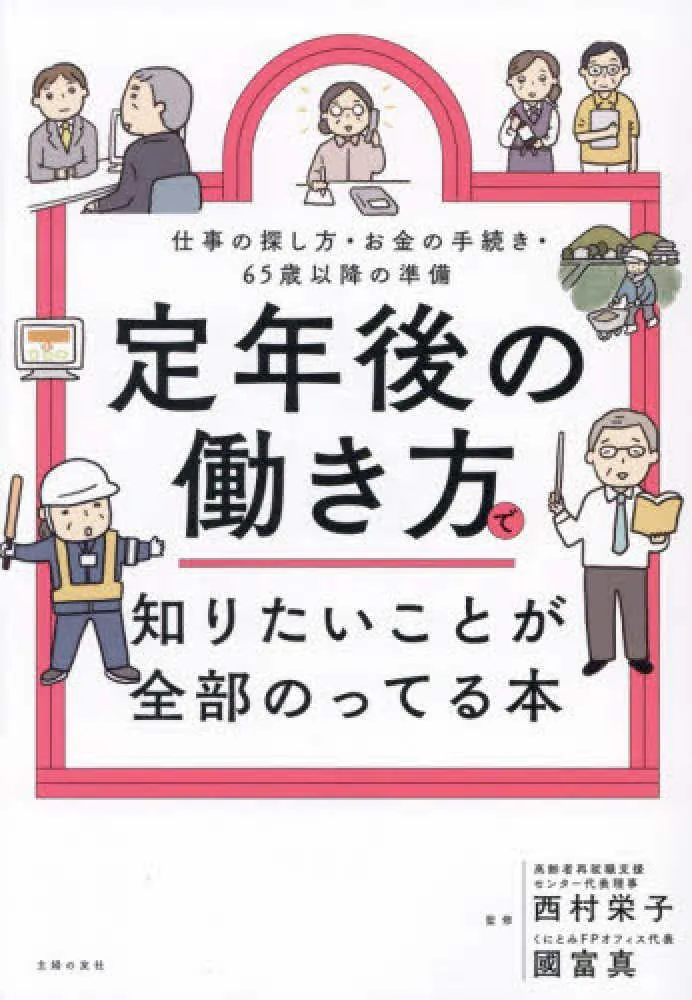 仕事の探し方・お金の手続き・
65歳以降の準備
定年後の
働き方で
知りたいことが
全部のってる本
監修
高齢者再就職支援
センター代表理事
西村栄子
くにとみFPオフィス代表
國富真
主婦の友社